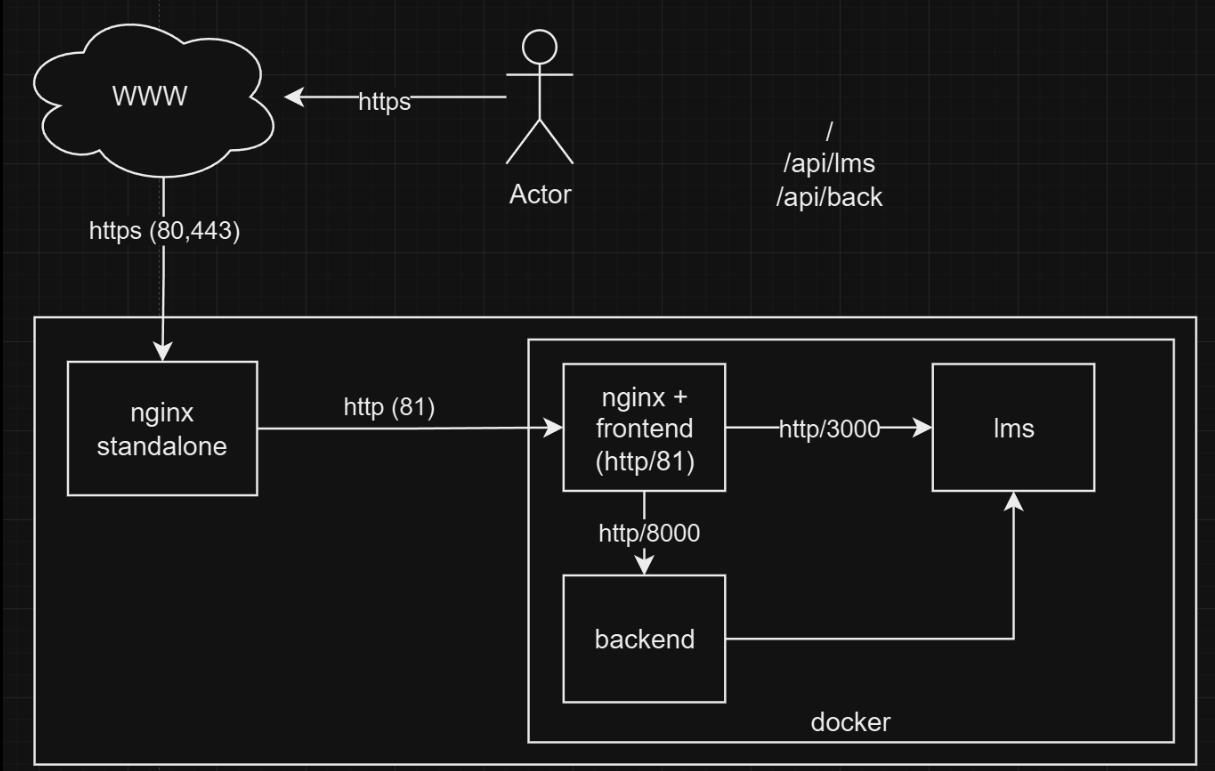 WWW
https
Actor
/
/api/lms
/api/back
https (80,443)
nginx
standalone
http (81)
nginx +
frontend
(http/81)
http/3000
lms
http/8000
backend
docker